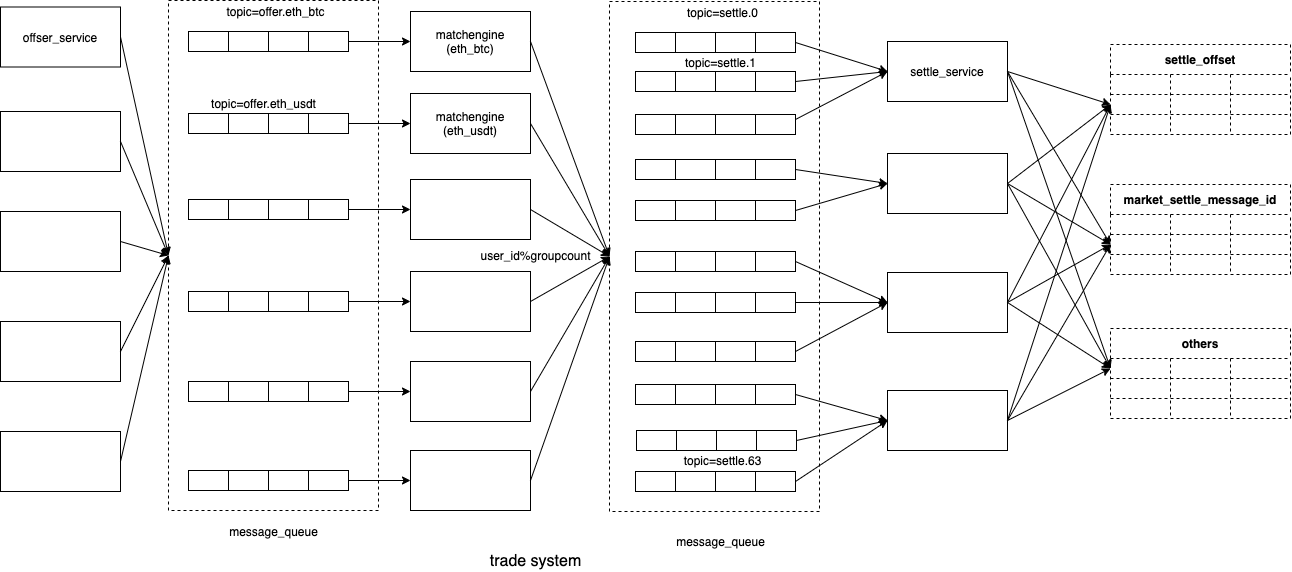 offser_service
topic=offer.eth_btc
topic=offer.eth_usdt
message_queue
matchengine
(eth_btc)
matchengine
(eth_usdt)
user_id%groupcount
topic=settle.0
topic=settle.1
topic=settle.63
message_queue
settle_service
settle_offset
market_settle_message_id
others
trade system